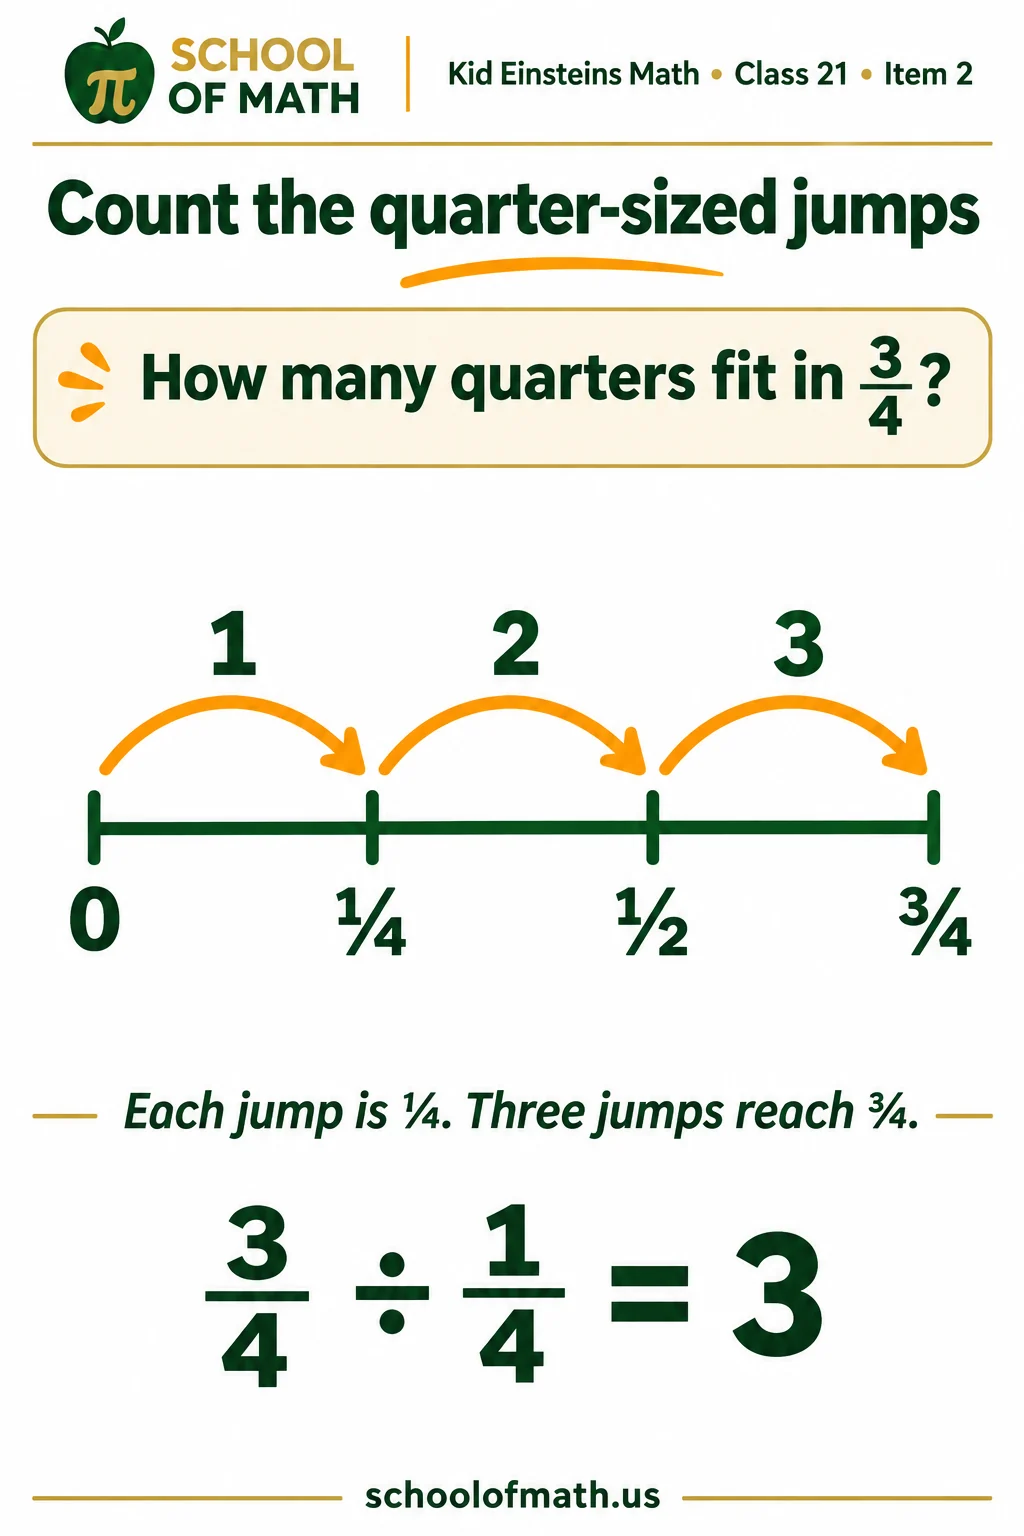 SCHOOL
OF MATH
Kid Einsteins Math • Class 21 • Item 2
Count the quarter-sized jumps
How many quarters fit in 3/4?
1 2 3
0 ¼ ½ ¾
Each jump is ¼. Three jumps reach ¾.
3/4 ÷ 1/4 = 3
schoolofmath.us